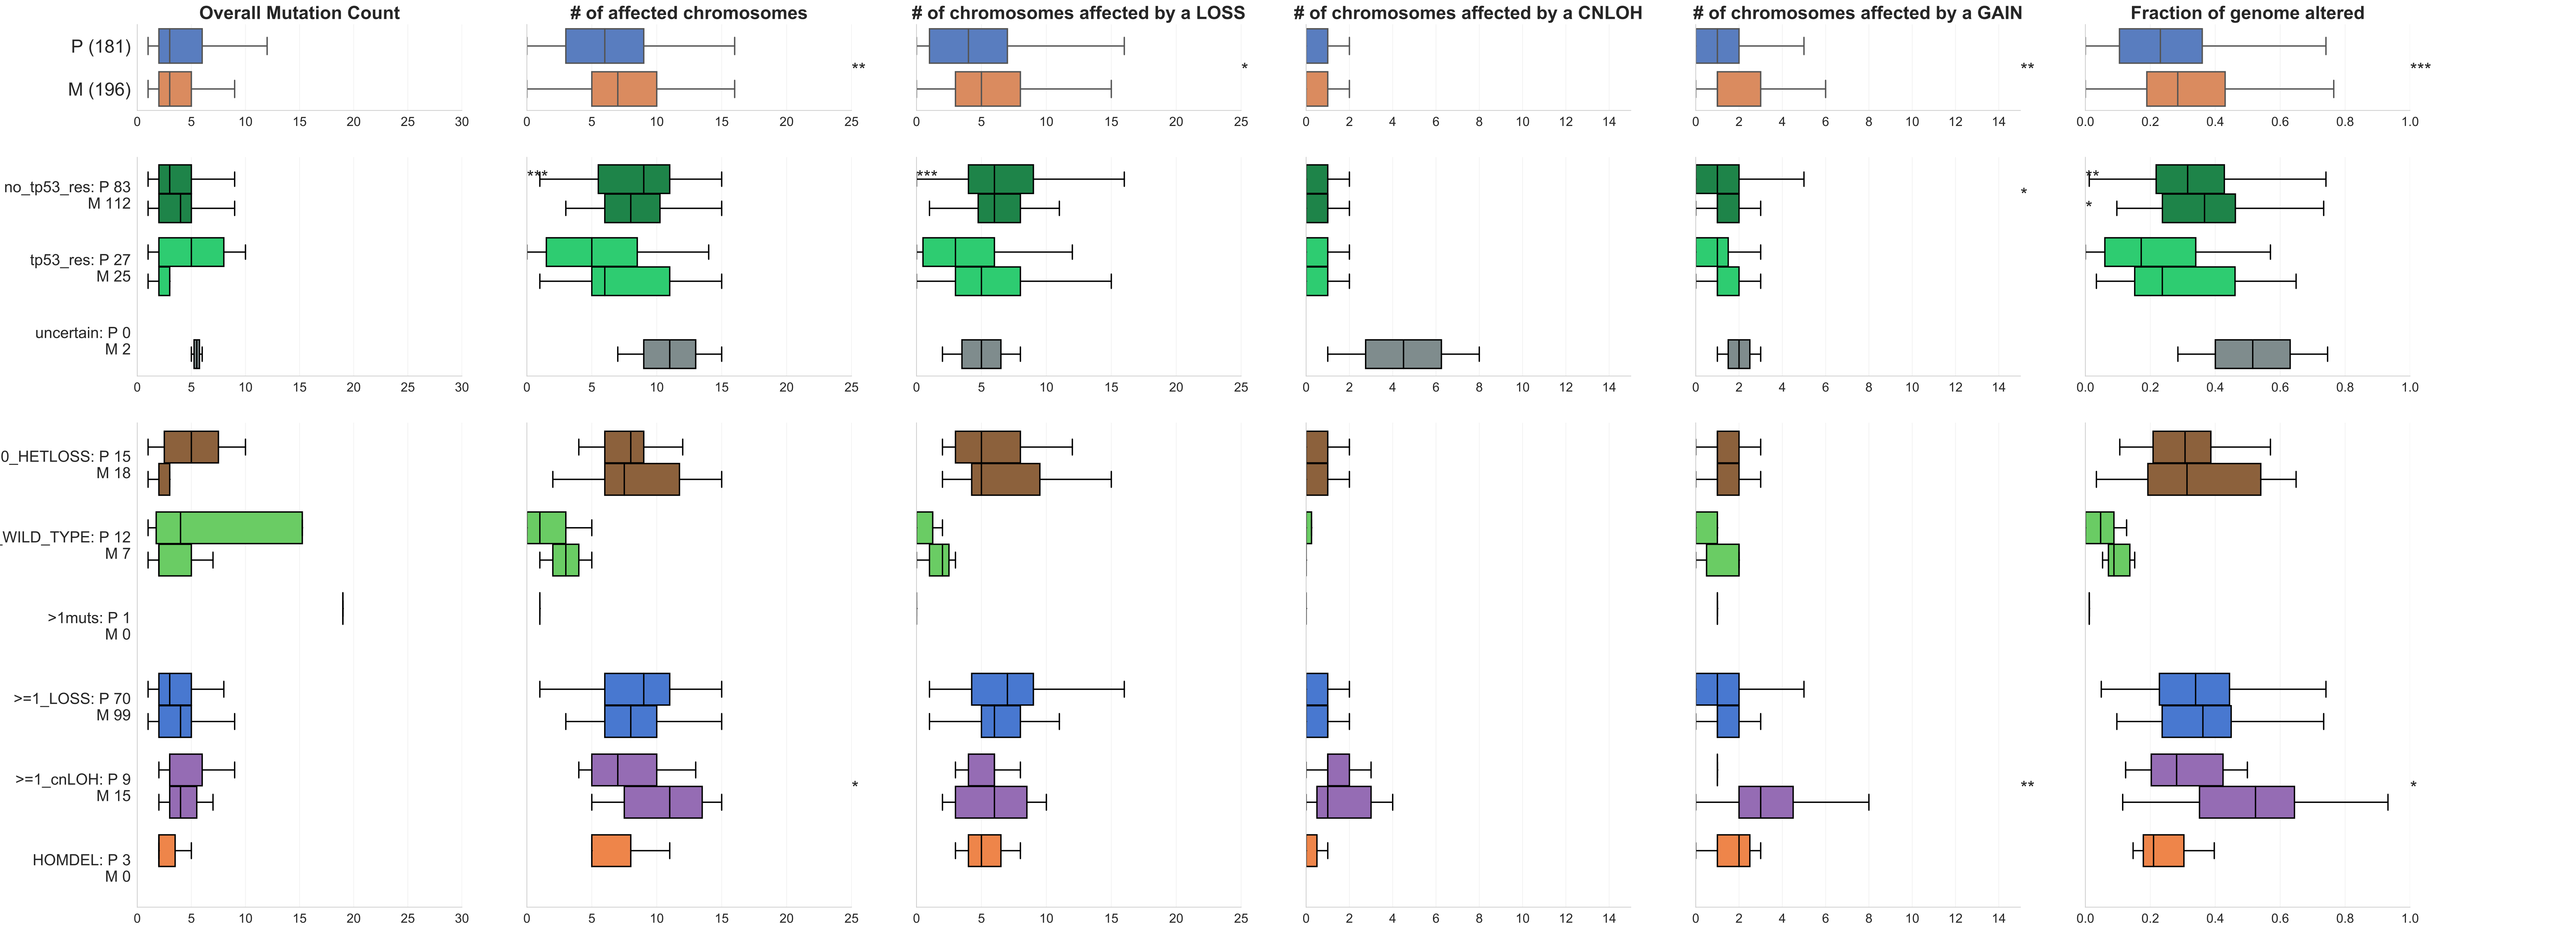 Overall Mutation Count
# of affected chromosomes
# of chromosomes affected by a LOSS
# of chromosomes affected by a CNLOH
# of chromosomes affected by a GAIN
Fraction of genome altered
P (181)
M (196)
** * ** ***
0 5 10 15 20 25 30
0 5 10 15 20 25
0 5 10 15 20 25
0 2 4 6 8 10 12 14
0 2 4 6 8 10 12 14
0.0 0.2 0.4 0.6 0.8 1.0
no_tp53_res: P 83
M 112
*** *** * ** *
tp53_res: P 27
M 25
uncertain: P 0
M 2
0 5 10 15 20 25 30
0 5 10 15 20 25
0 5 10 15 20 25
0 2 4 6 8 10 12 14
0 2 4 6 8 10 12 14
0.0 0.2 0.4 0.6 0.8 1.0
0_HETLOSS: P 15
M 18
_WILD_TYPE: P 12
M 7
>1muts: P 1
M 0
>=1_LOSS: P 70
M 99
>=1_cnLOH: P 9
M 15
* ** *
HOMDEL: P 3
M 0
0 5 10 15 20 25 30
0 5 10 15 20 25
0 5 10 15 20 25
0 2 4 6 8 10 12 14
0 2 4 6 8 10 12 14
0.0 0.2 0.4 0.6 0.8 1.0